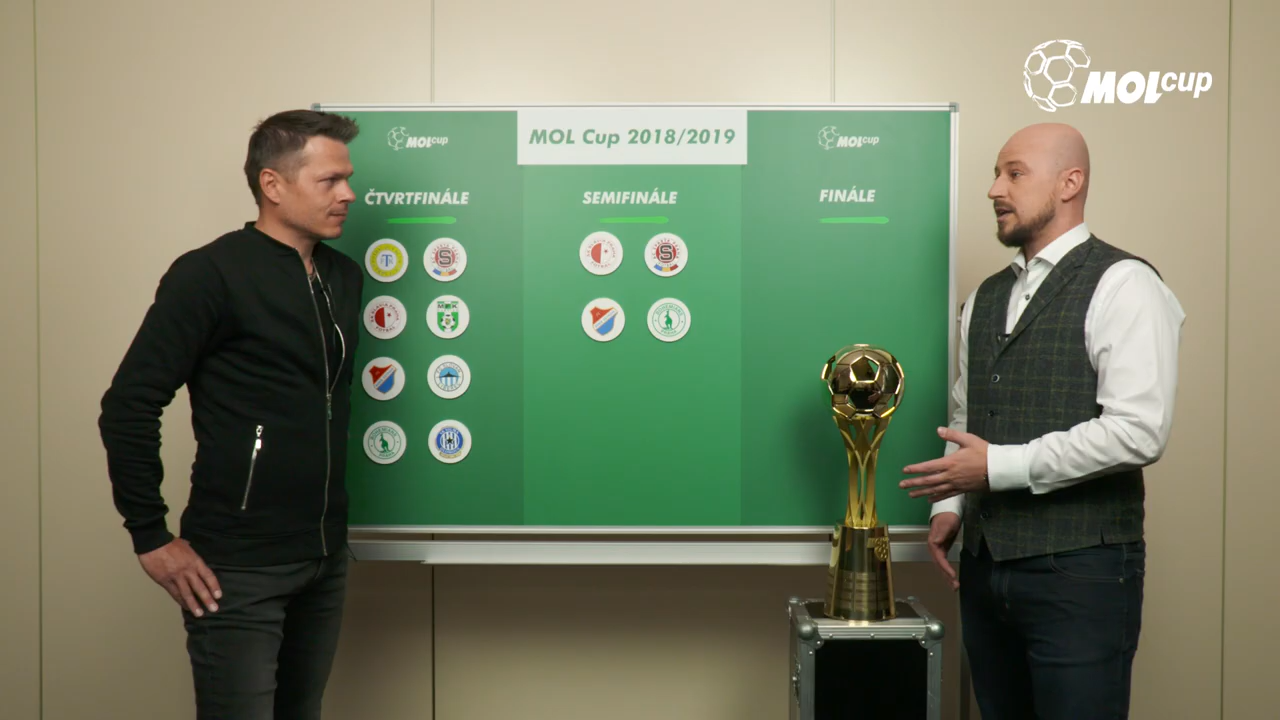 MOLcup
MOLcup
MOL Cup 2018/2019
MOLcup
ČTVRTFINÁLE
SEMIFINÁLE
FINÁLE